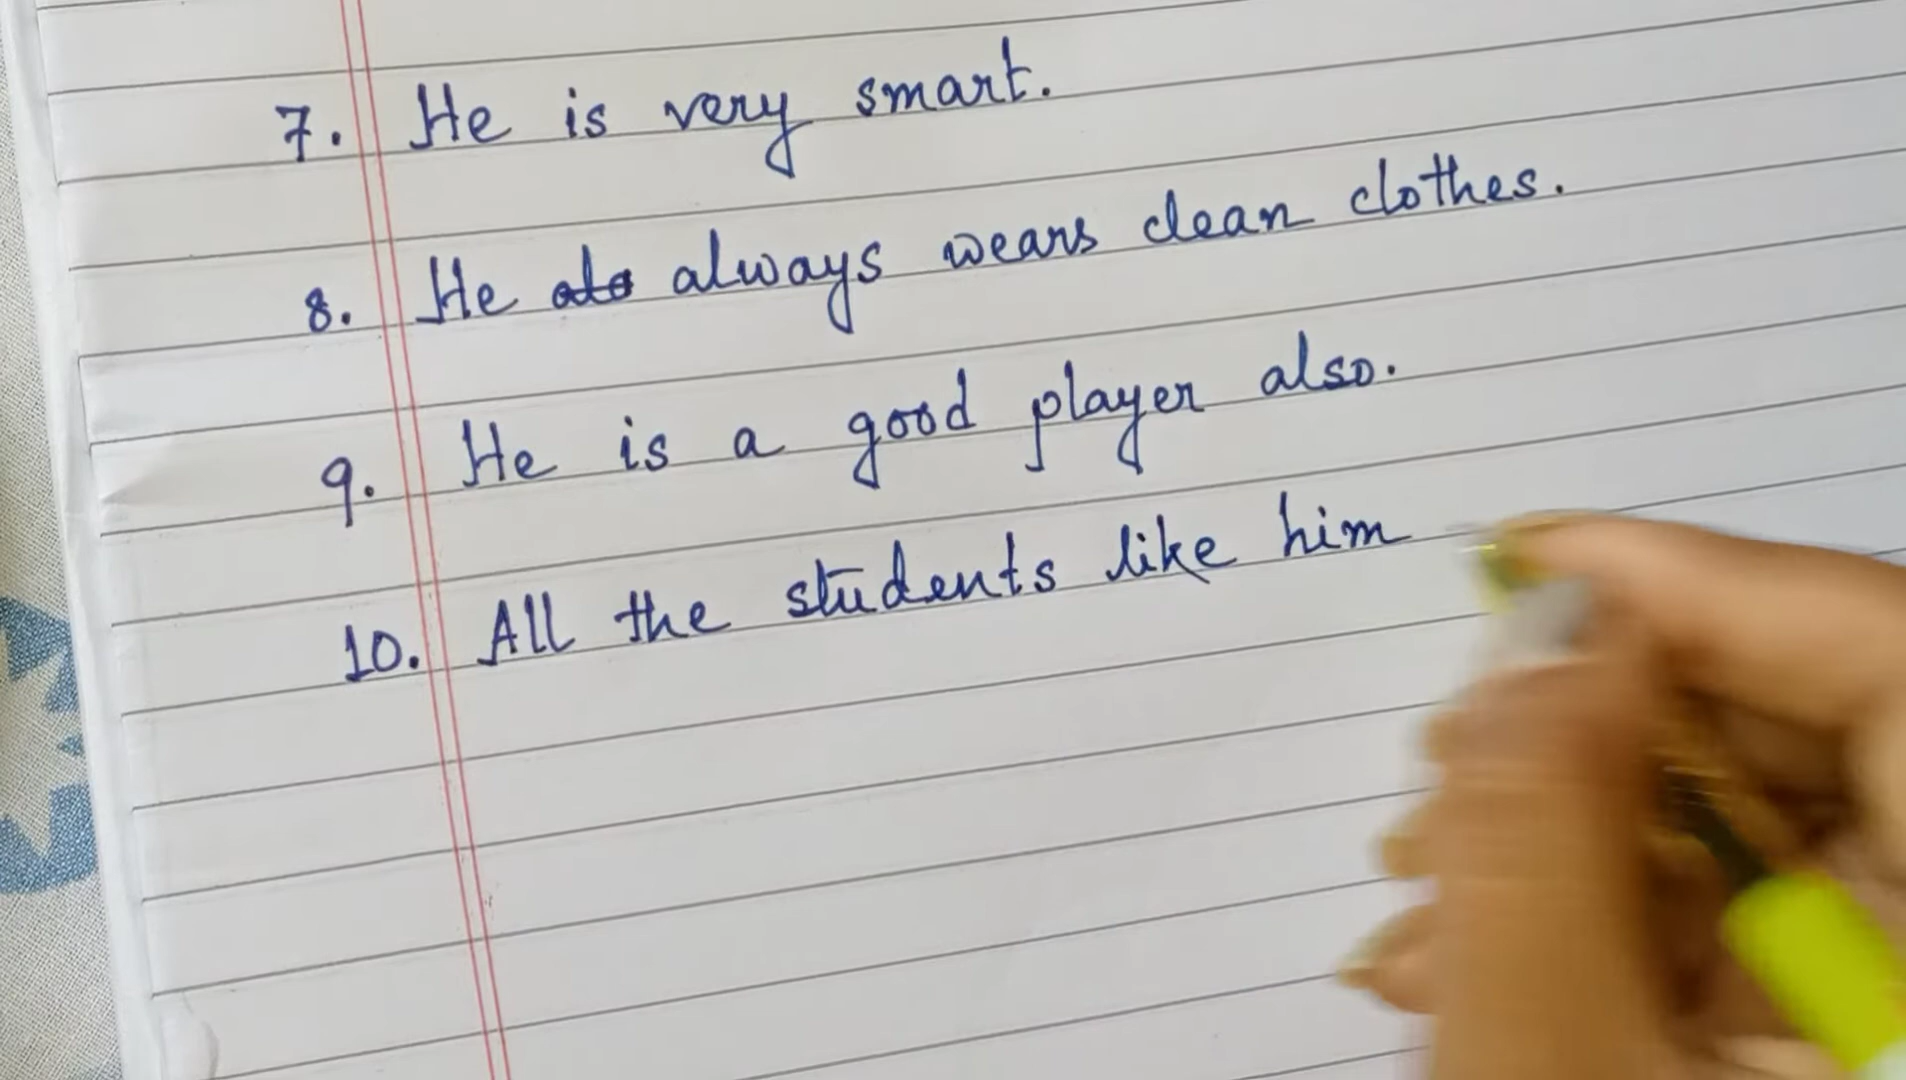 7. He is very smart.
8. He always wears clean clothes.
9. He is a good player also.
10. All the students like him